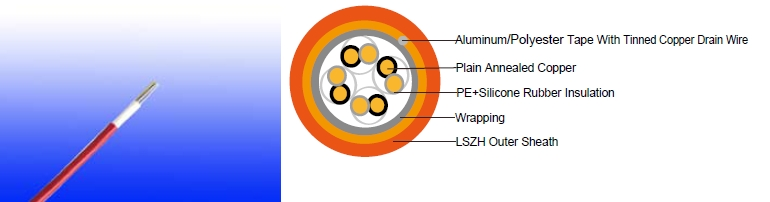 Aluminum/Polyester Tape With Tinned Copper Drain Wire
Plain Annealed Copper
PE+Silicone Rubber Insulation
Wrapping
LSZH Outer Sheath